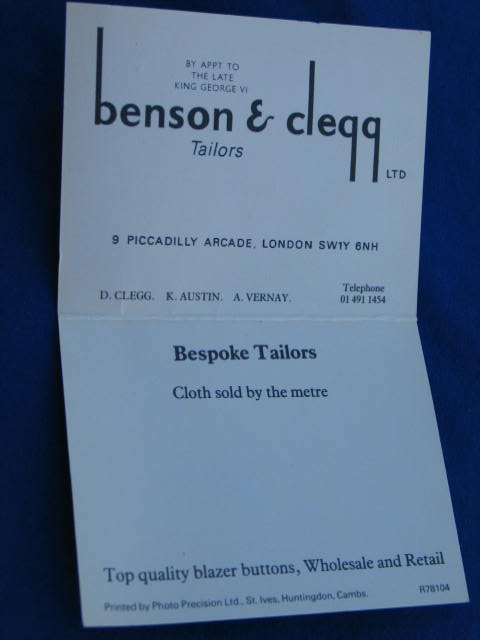 BY APPT TO
THE LATE
KING GEORGE VI
benson & clegg
LTD
Tailors
9 PICCADILLY ARCADE, LONDON SW1Y 6NH
D. CLEGG. K. AUSTIN. A. VERNAY.
Telephone
01 491 1454
Bespoke Tailors
Cloth sold by the metre
Top quality blazer buttons, Wholesale and Retail
Printed by Photo Precision Ltd., St. Ives, Huntingdon, Cambs.
R78104